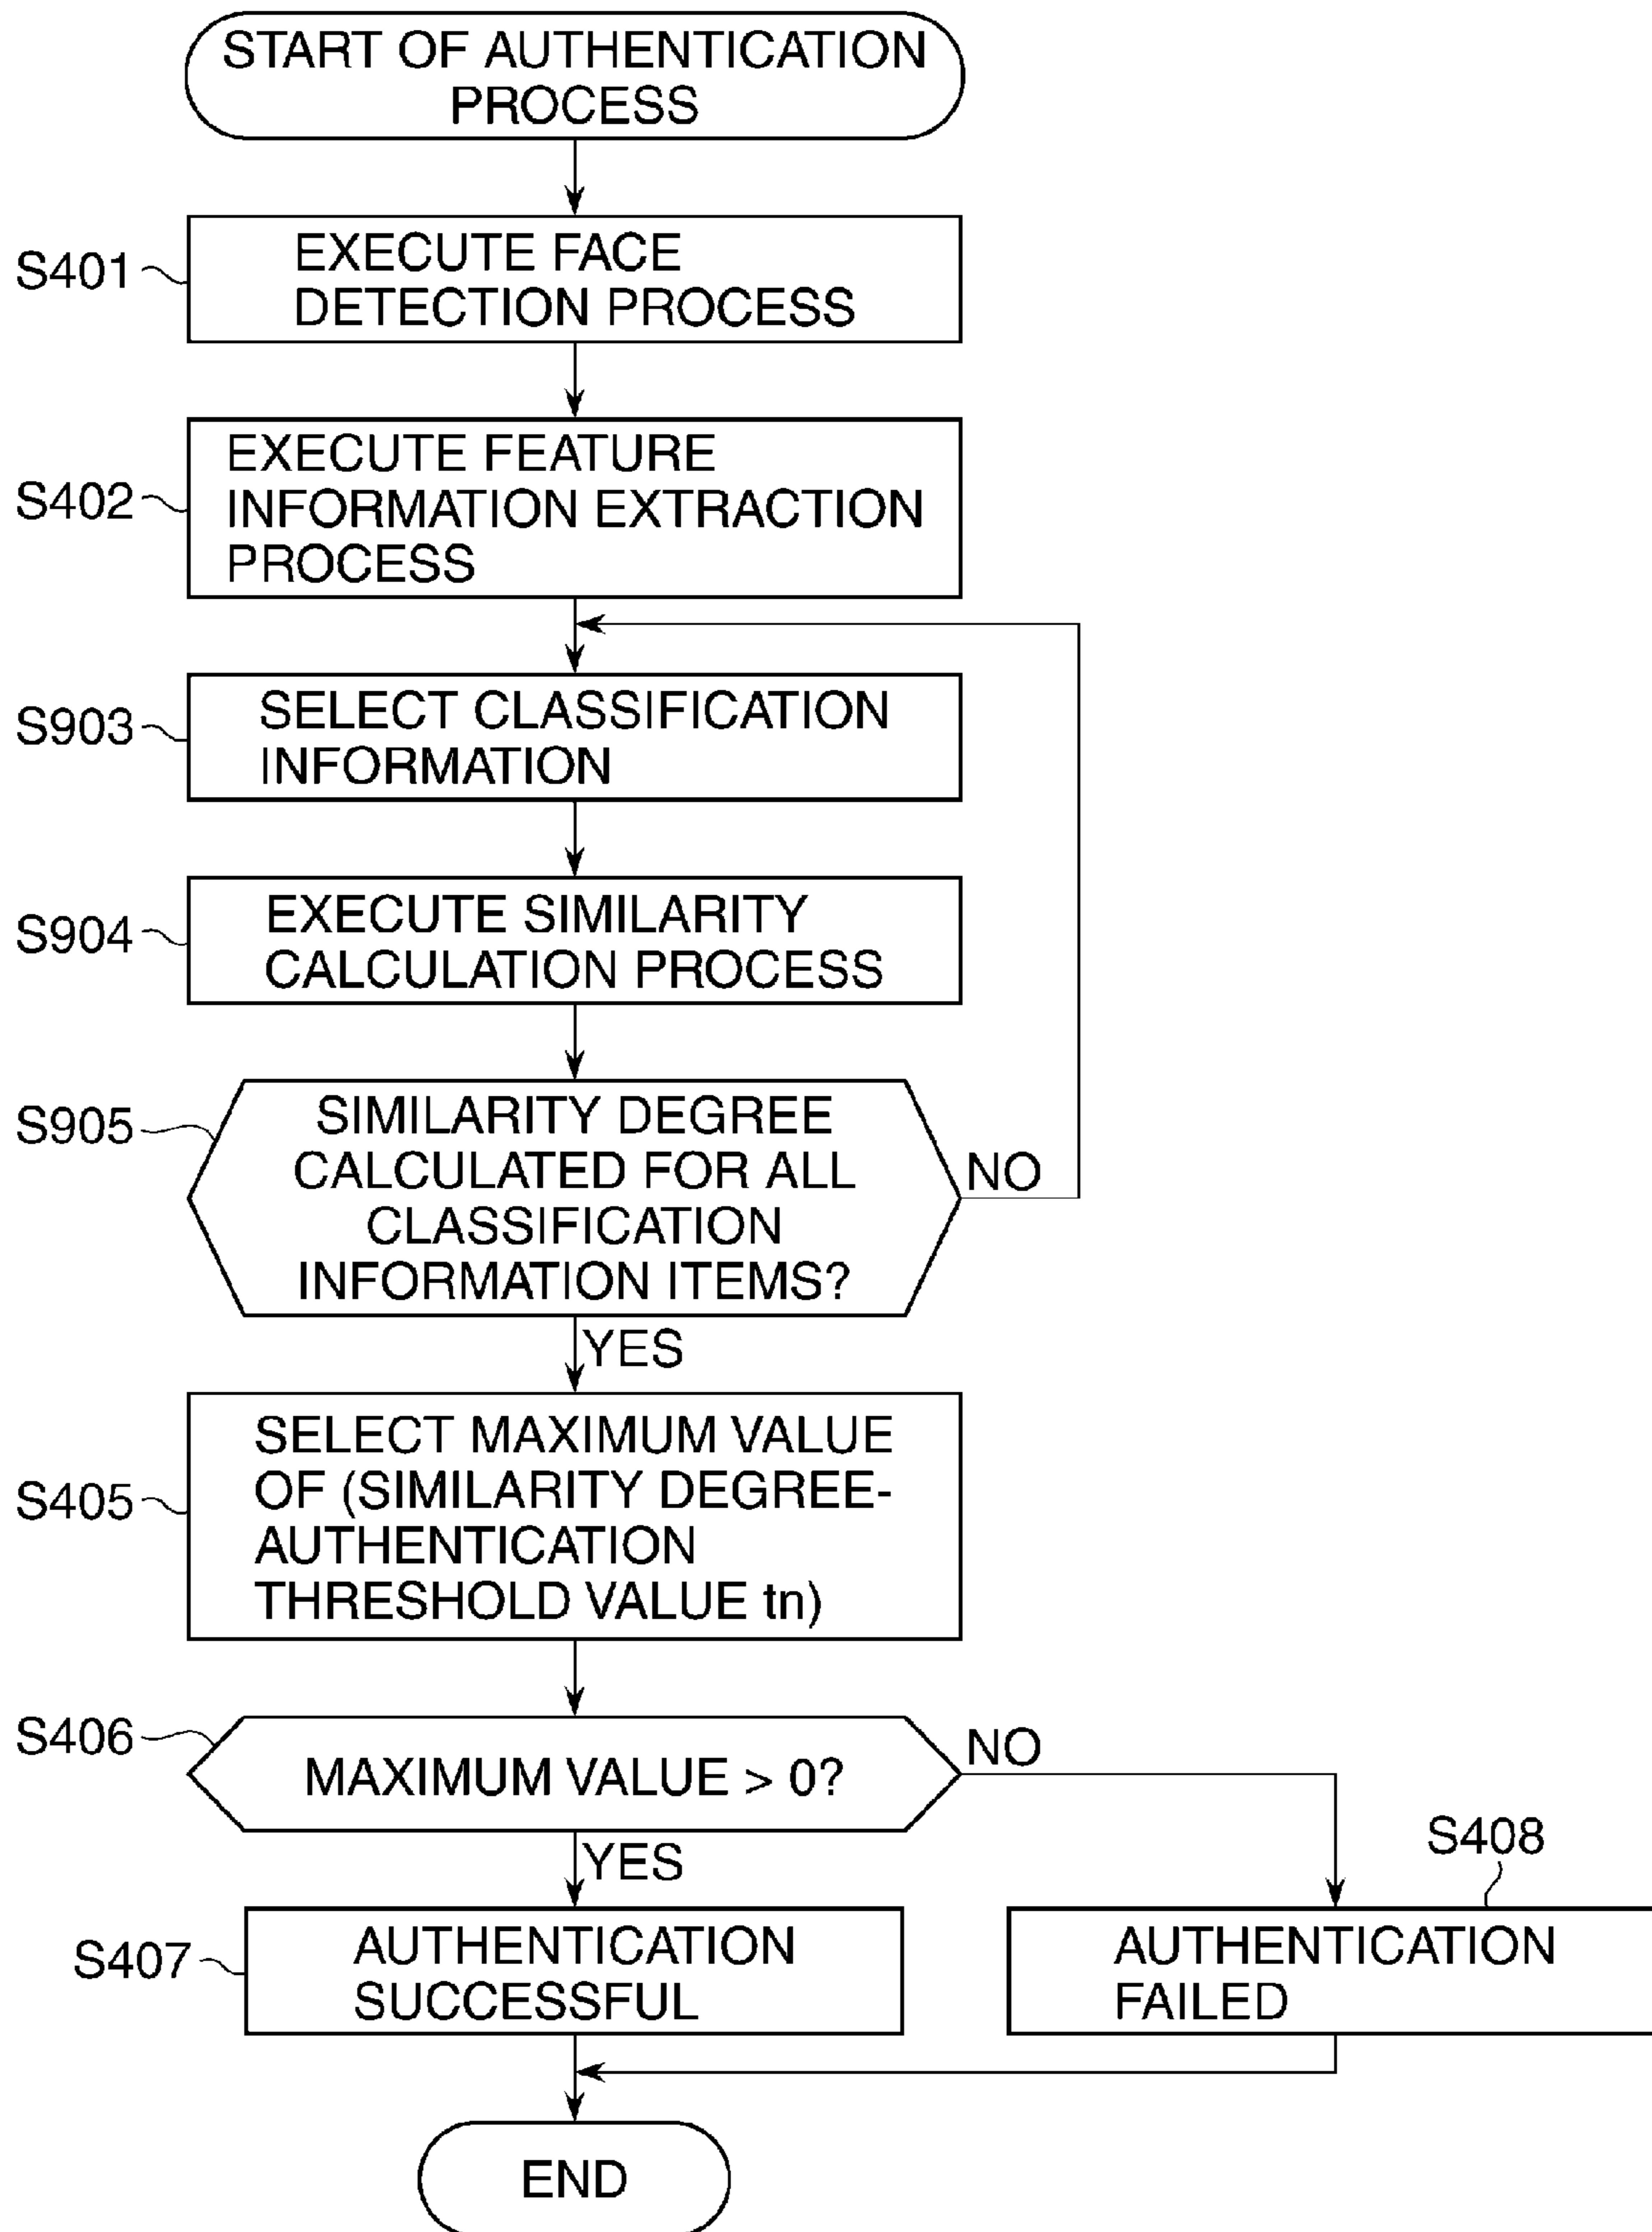 START OF AUTHENTICATION
PROCESS
S401
EXECUTE FACE
DETECTION PROCESS
S402
EXECUTE FEATURE
INFORMATION EXTRACTION
PROCESS
S903
SELECT CLASSIFICATION
INFORMATION
S904
EXECUTE SIMILARITY
CALCULATION PROCESS
S905
SIMILARITY DEGREE
CALCULATED FOR ALL
CLASSIFICATION
INFORMATION ITEMS?
NO
YES
S405
SELECT MAXIMUM VALUE
OF (SIMILARITY DEGREE-
AUTHENTICATION
THRESHOLD VALUE tn)
S406
MAXIMUM VALUE > 0?
NO
YES
S408
S407
AUTHENTICATION
SUCCESSFUL
AUTHENTICATION
FAILED
END